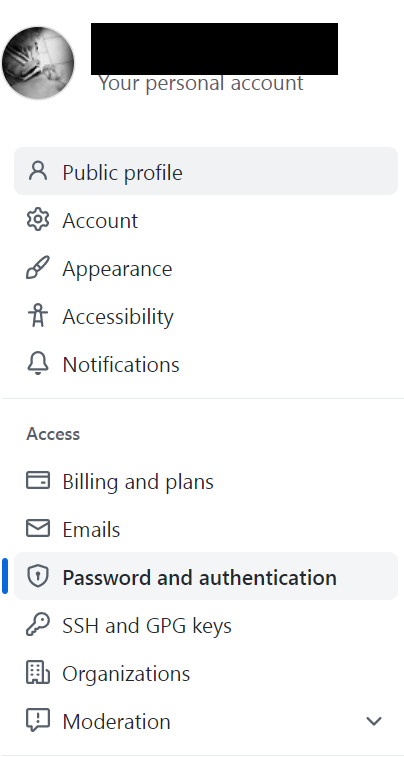 Your personal account
Public profile
Account
Appearance
Accessibility
Notifications
Access
Billing and plans
Emails
Password and authentication
SSH and GPG keys
Organizations
Moderation